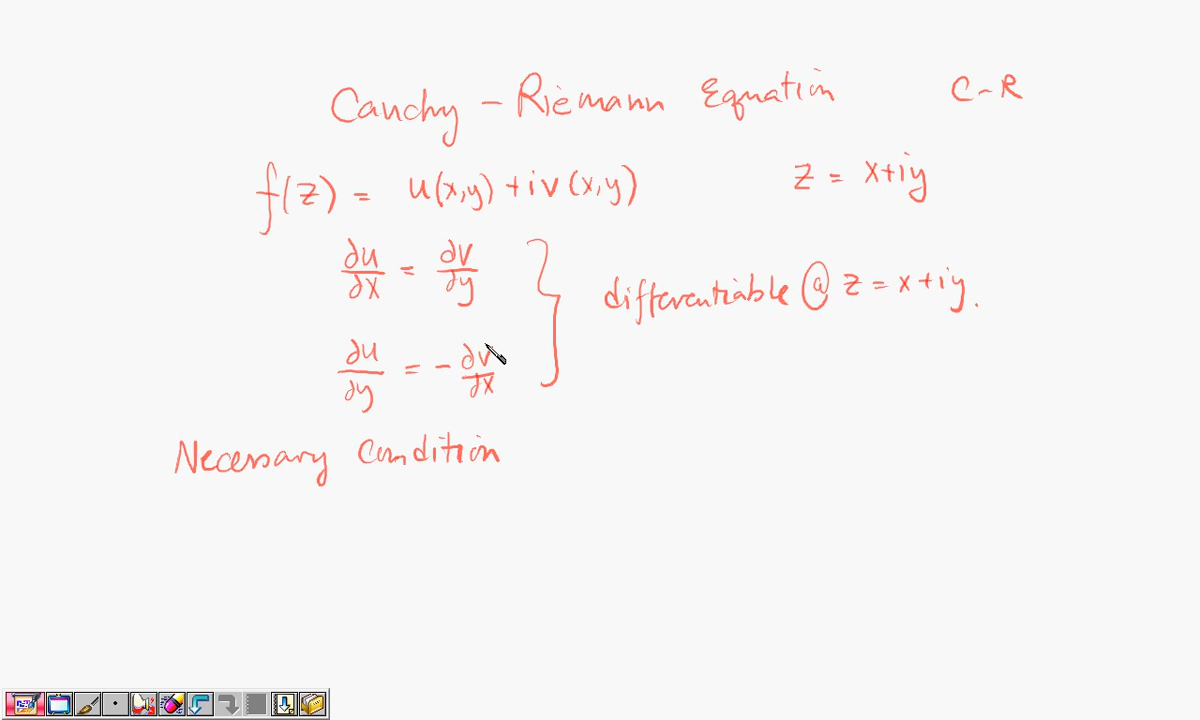 Cauchy – Riemann Equation C-R
f(z) = u(x,y) + iv(x,y) z = x+iy
∂u/∂x = ∂v/∂y
differentiable @ z = x+iy.
∂u/∂y = - ∂v/∂x
Necessary Condition